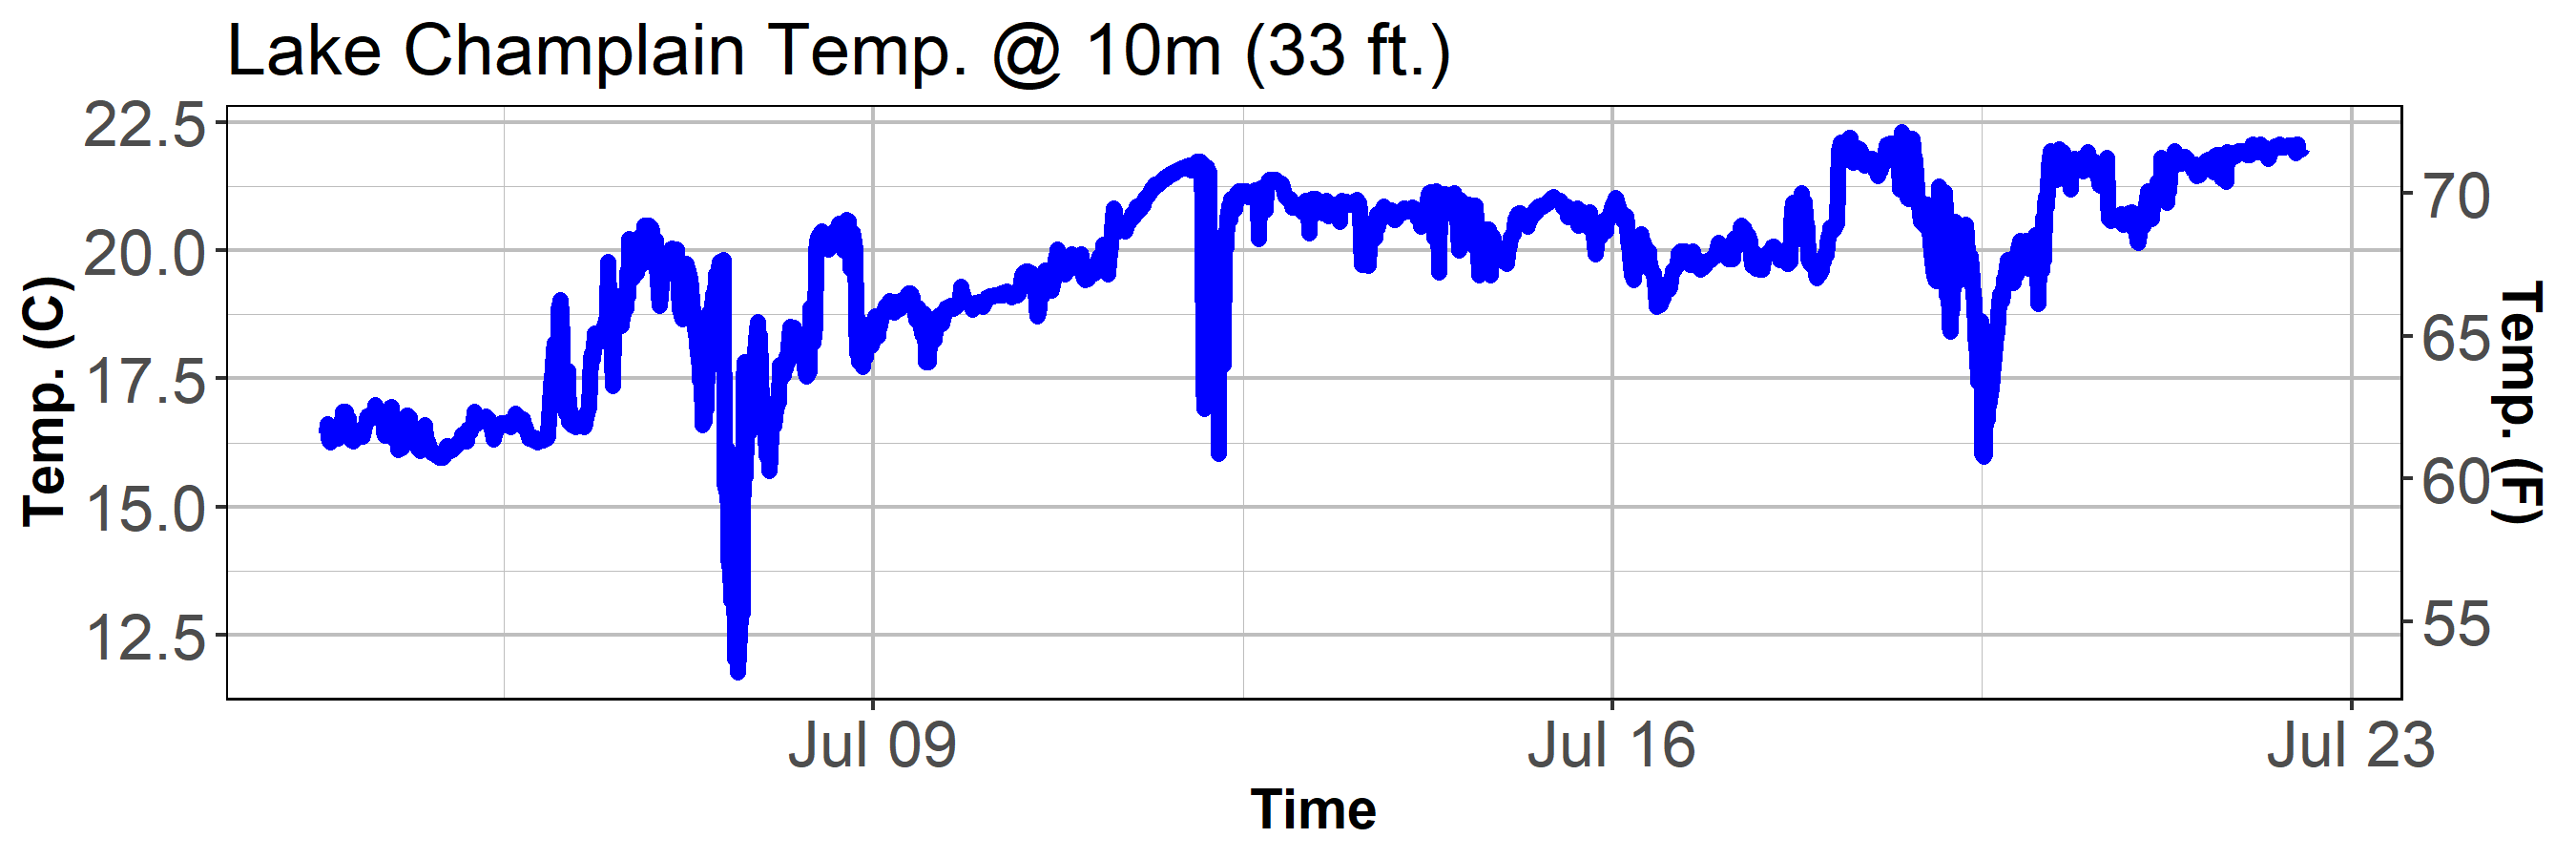 Lake Champlain Temp. @ 10m (33 ft.)
Temp. (C)
22.5
20.0
17.5
15.0
12.5
70
65
60
55
Temp. (F)
Jul 09
Jul 16
Jul 23
Time